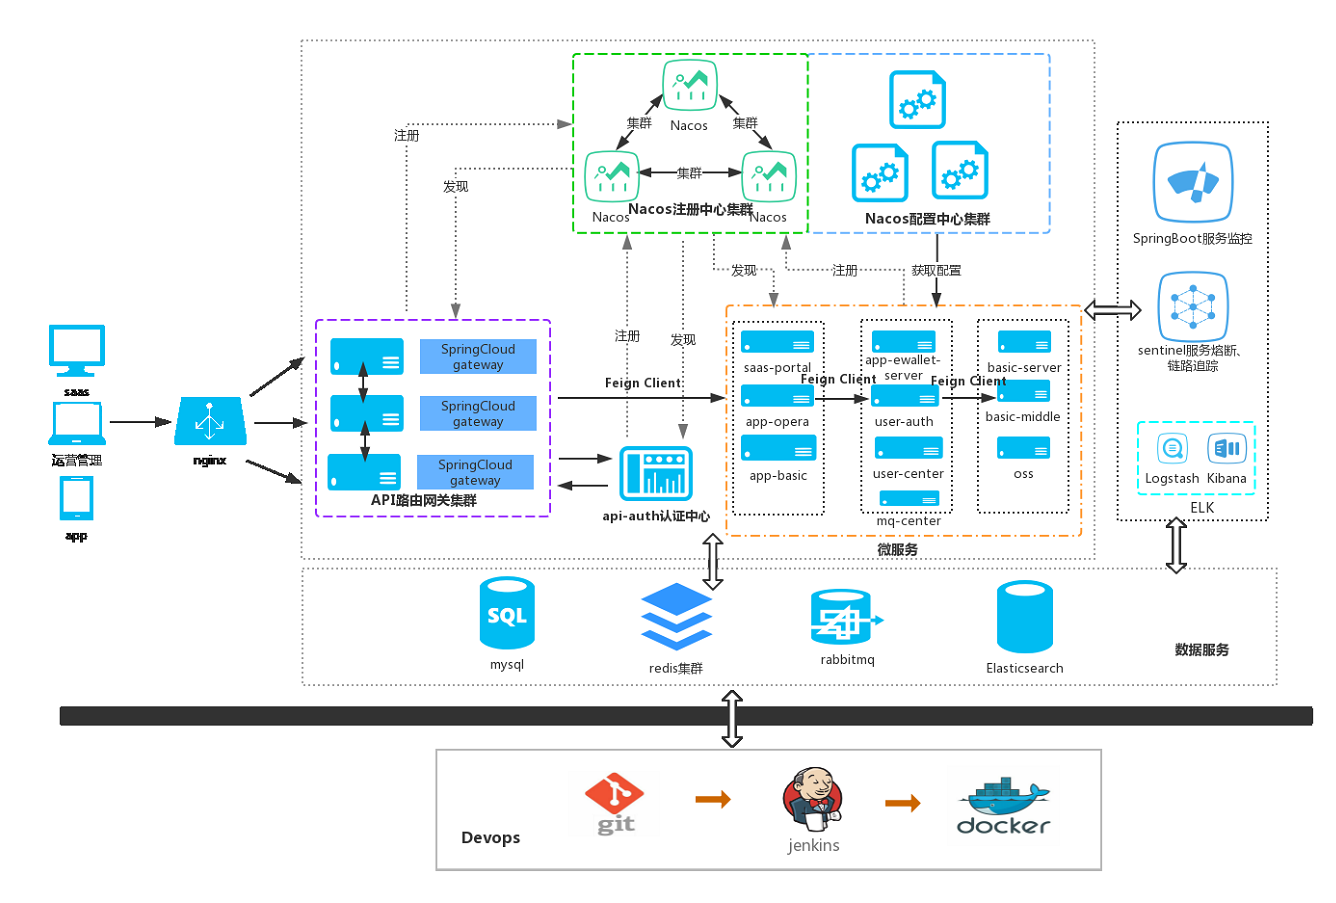 saas
运营管理
app
nginx
注册
发现
集群
集群
集群
Nacos
Nacos
Nacos
Nacos注册中心集群
Nacos配置中心集群
注册
发现
发现
注册
获取配置
SpringCloud
gateway
SpringCloud
gateway
SpringCloud
gateway
API路由网关集群
Feign Client
api-auth认证中心
saas-portal
app-opera
app-basic
Feign Client
app-ewallet-
server
user-auth
user-center
mq-center
Feign Client
basic-server
basic-middle
oss
微服务
SpringBoot服务监控
sentinel服务熔断、
链路追踪
Logstash
Kibana
ELK
SQL
mysql
redis集群
rabbitmq
Elasticsearch
数据服务
Devops
git
jenkins
docker